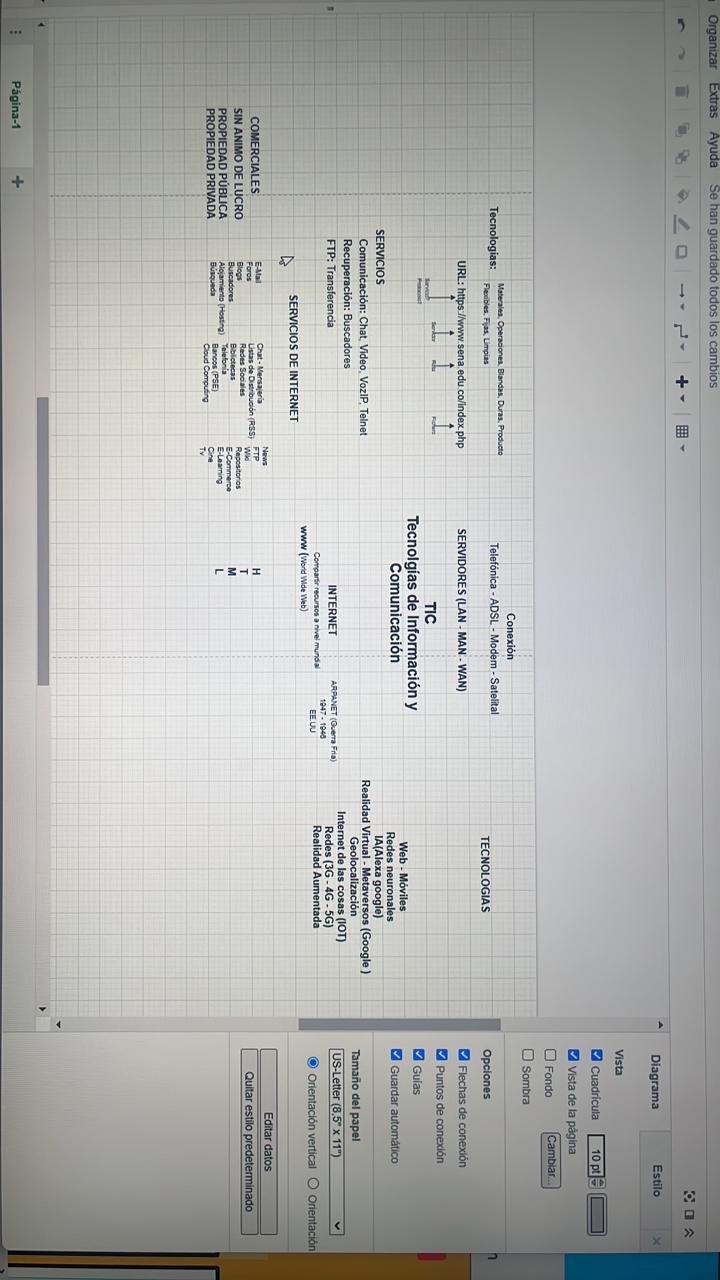 Organizar Extras Ayuda Se han guardado todos los cambios
Diagrama Estilo
Vista
Cuadrícula 10 pt
Vista de la página
Fondo Cambiar...
Sombra
Opciones
Flechas de conexión
Puntos de conexión
Guías
Guardar automático
Tamaño del papel
US-Letter (8,5" x 11")
Orientación vertical Orientación
Editar datos
Quitar estilo predeterminado
Tecnologías:
Materales, Operaciones, Blandas, Duras, Producto
Flexibles, Fijas, Limpias
URL: https://www.sena.edu.co/index.php
Servicio? Servidor Ruta Fichero
Protocolo?
Conexión
Telefónica - ADSL - Modem - Satelital
SERVIDORES (LAN - MAN - WAN)
TIC
Tecnolgías de Información y
Comunicación
TECNOLOGIAS
Web - Móviles
Redes neuronales
IA(Alexa google)
Realidad Virtual - Metaversos (Google )
Geolocalización
Internet de las cosas (IOT)
Redes (3G - 4G - 5G)
Realidad Aumentada
SERVICIOS
Comunicación: Chat, Video, VozIP, Telnet
Recuperación: Buscadores
FTP: Transferencia
INTERNET
Compartir recursos a nivel mundial
www (World Wide Web)
ARPANET (Guerra Fria)
1947 - 1946
EE.UU
SERVICIOS DE INTERNET
COMERCIALES
SIN ANIMO DE LUCRO
PROPIEDAD PÚBLICA
PROPIEDAD PRIVADA
E-Mail
Foros
Blogs
Buscadores
Alojamiento (Hosting)
Búsqueda
Chat - Mensajería
Listas de Distribución (RSS)
Redes Sociales
Bibliotecas
Telefonía
Bancos (PSE)
Cloud Computing
News
FTP
Wiki
Repositorios
E-Commerce
E-Learning
Cine
Tv
H
T
M
L
Página-1